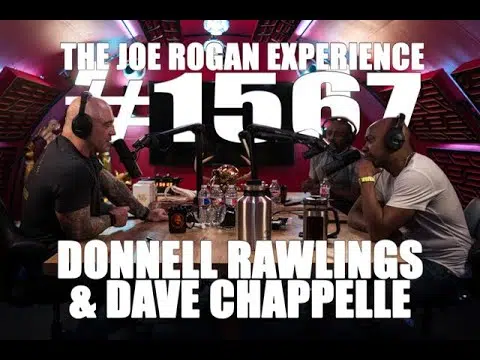 THE JOE ROGAN EXPERIENCE
#1567
DONNELL RAWLINGS
& DAVE CHAPPELLE